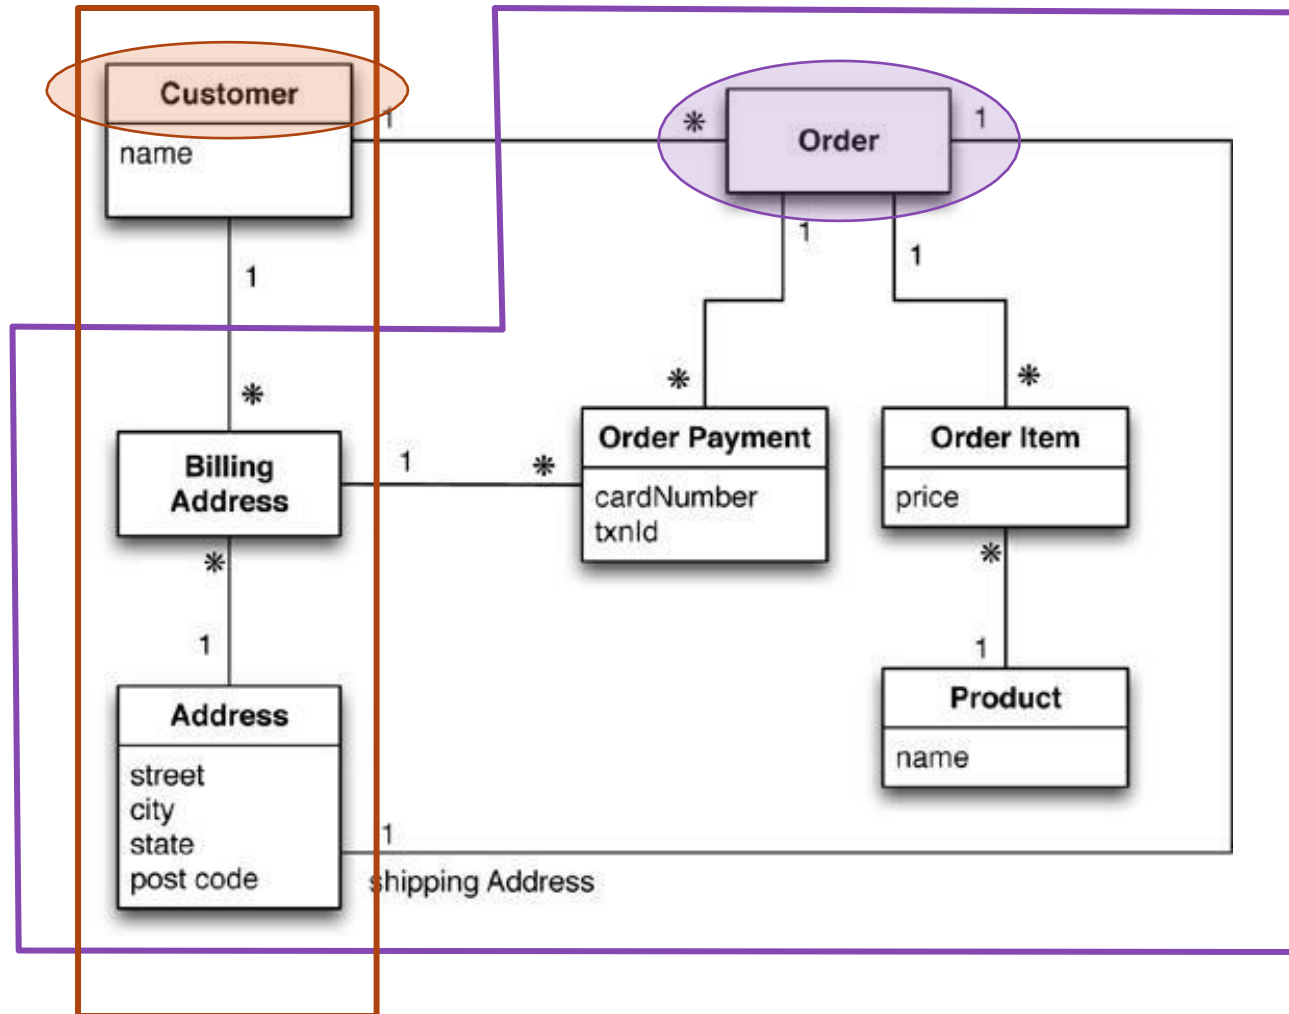 Customer
name
1
*
Order
1
1
1
1
*
*
*
Billing
Address
1
*
Order Payment
cardNumber
txnId
Order Item
price
*
*
1
1
Address
street
city
state
post code
Product
name
1
shipping Address